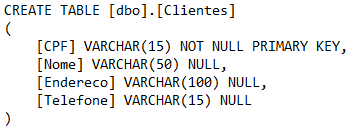 CREATE TABLE [dbo].[Clientes]
(
    [CPF] VARCHAR(15) NOT NULL PRIMARY KEY,
    [Nome] VARCHAR(50) NULL,
    [Endereco] VARCHAR(100) NULL,
    [Telefone] VARCHAR(15) NULL
)